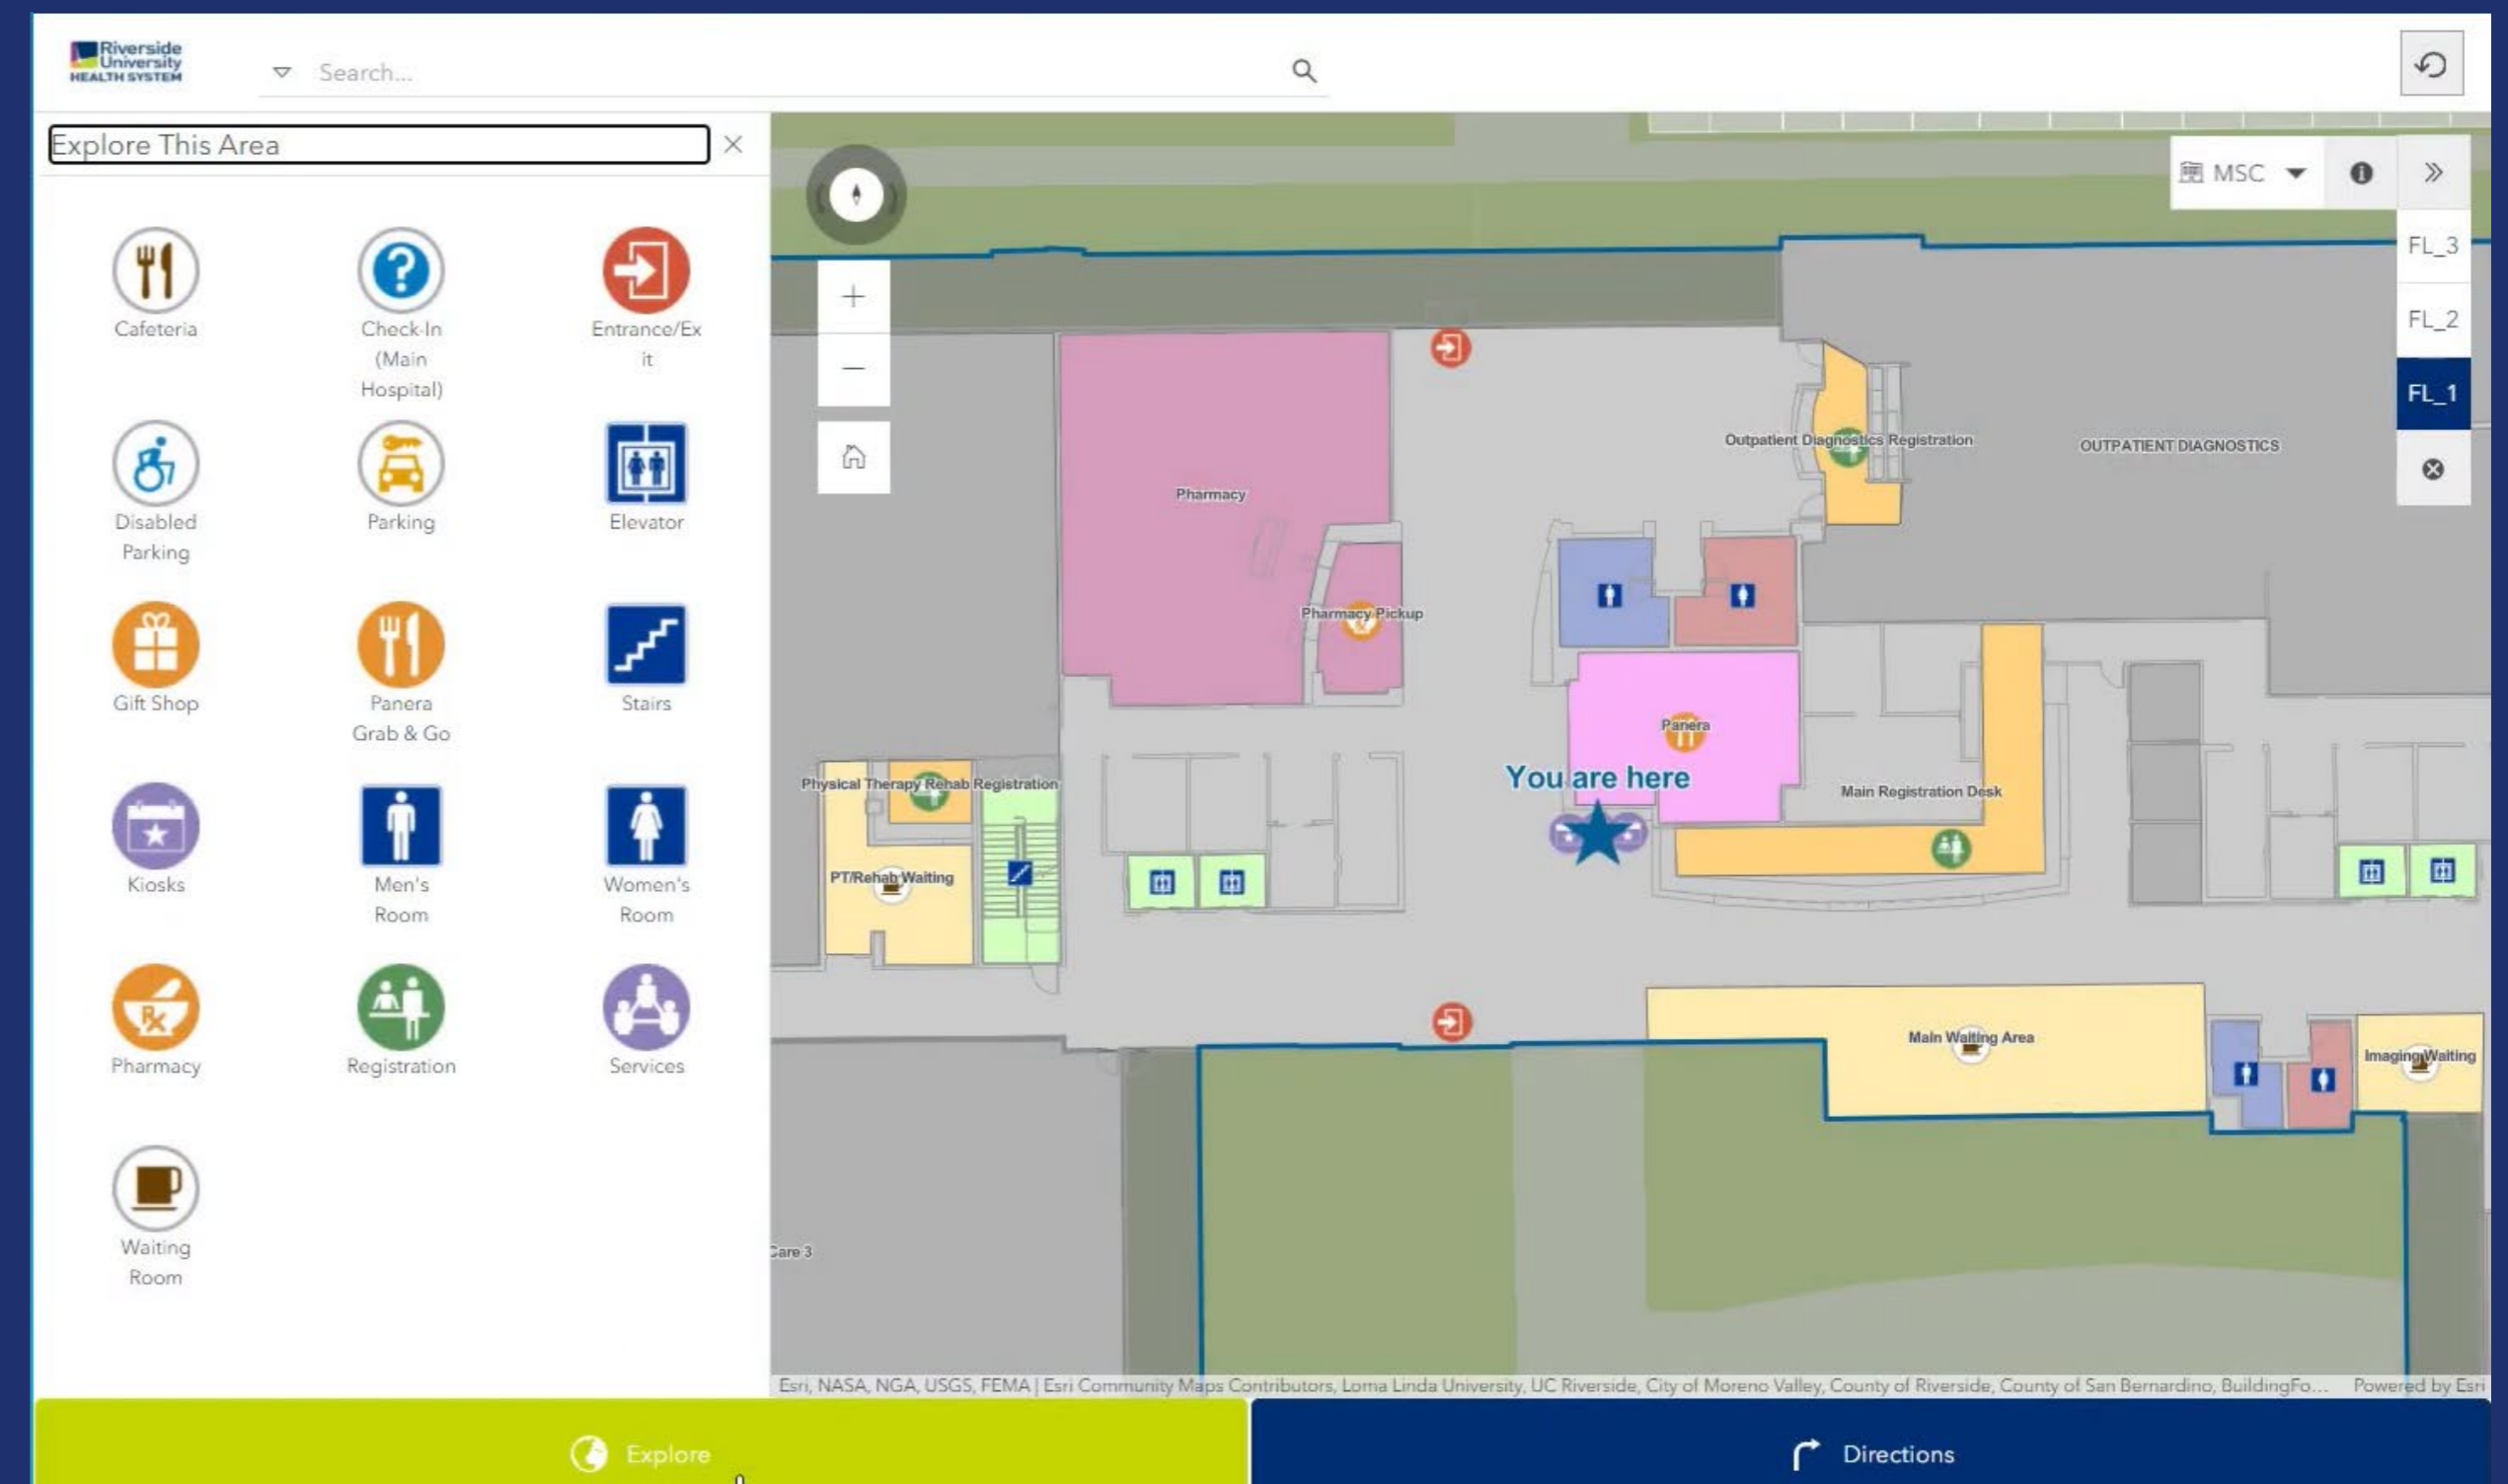 Riverside
University
HEALTH SYSTEM
Search...
Explore This Area
Cafeteria
Check-In
(Main
Hospital)
Entrance/Ex
it
Disabled
Parking
Parking
Elevator
Gift Shop
Panera
Grab & Go
Stairs
Kiosks
Men's
Room
Women's
Room
Pharmacy
Registration
Services
Waiting
Room
MSC
FL_3
FL_2
FL_1
Outpatient Diagnostics Registration
OUTPATIENT DIAGNOSTICS
Pharmacy
Pharmacy Pickup
Panera
You are here
Physical Therapy Rehab Registration
Main Registration Desk
PT/Rehab Waiting
Main Waiting Area
Imaging Waiting
Care 3
Esri, NASA, NGA, USGS, FEMA | Esri Community Maps Contributors, Loma Linda University, UC Riverside, City of Moreno Valley, County of Riverside, County of San Bernardino, BuildingFo... Powered by Esri
Explore
Directions